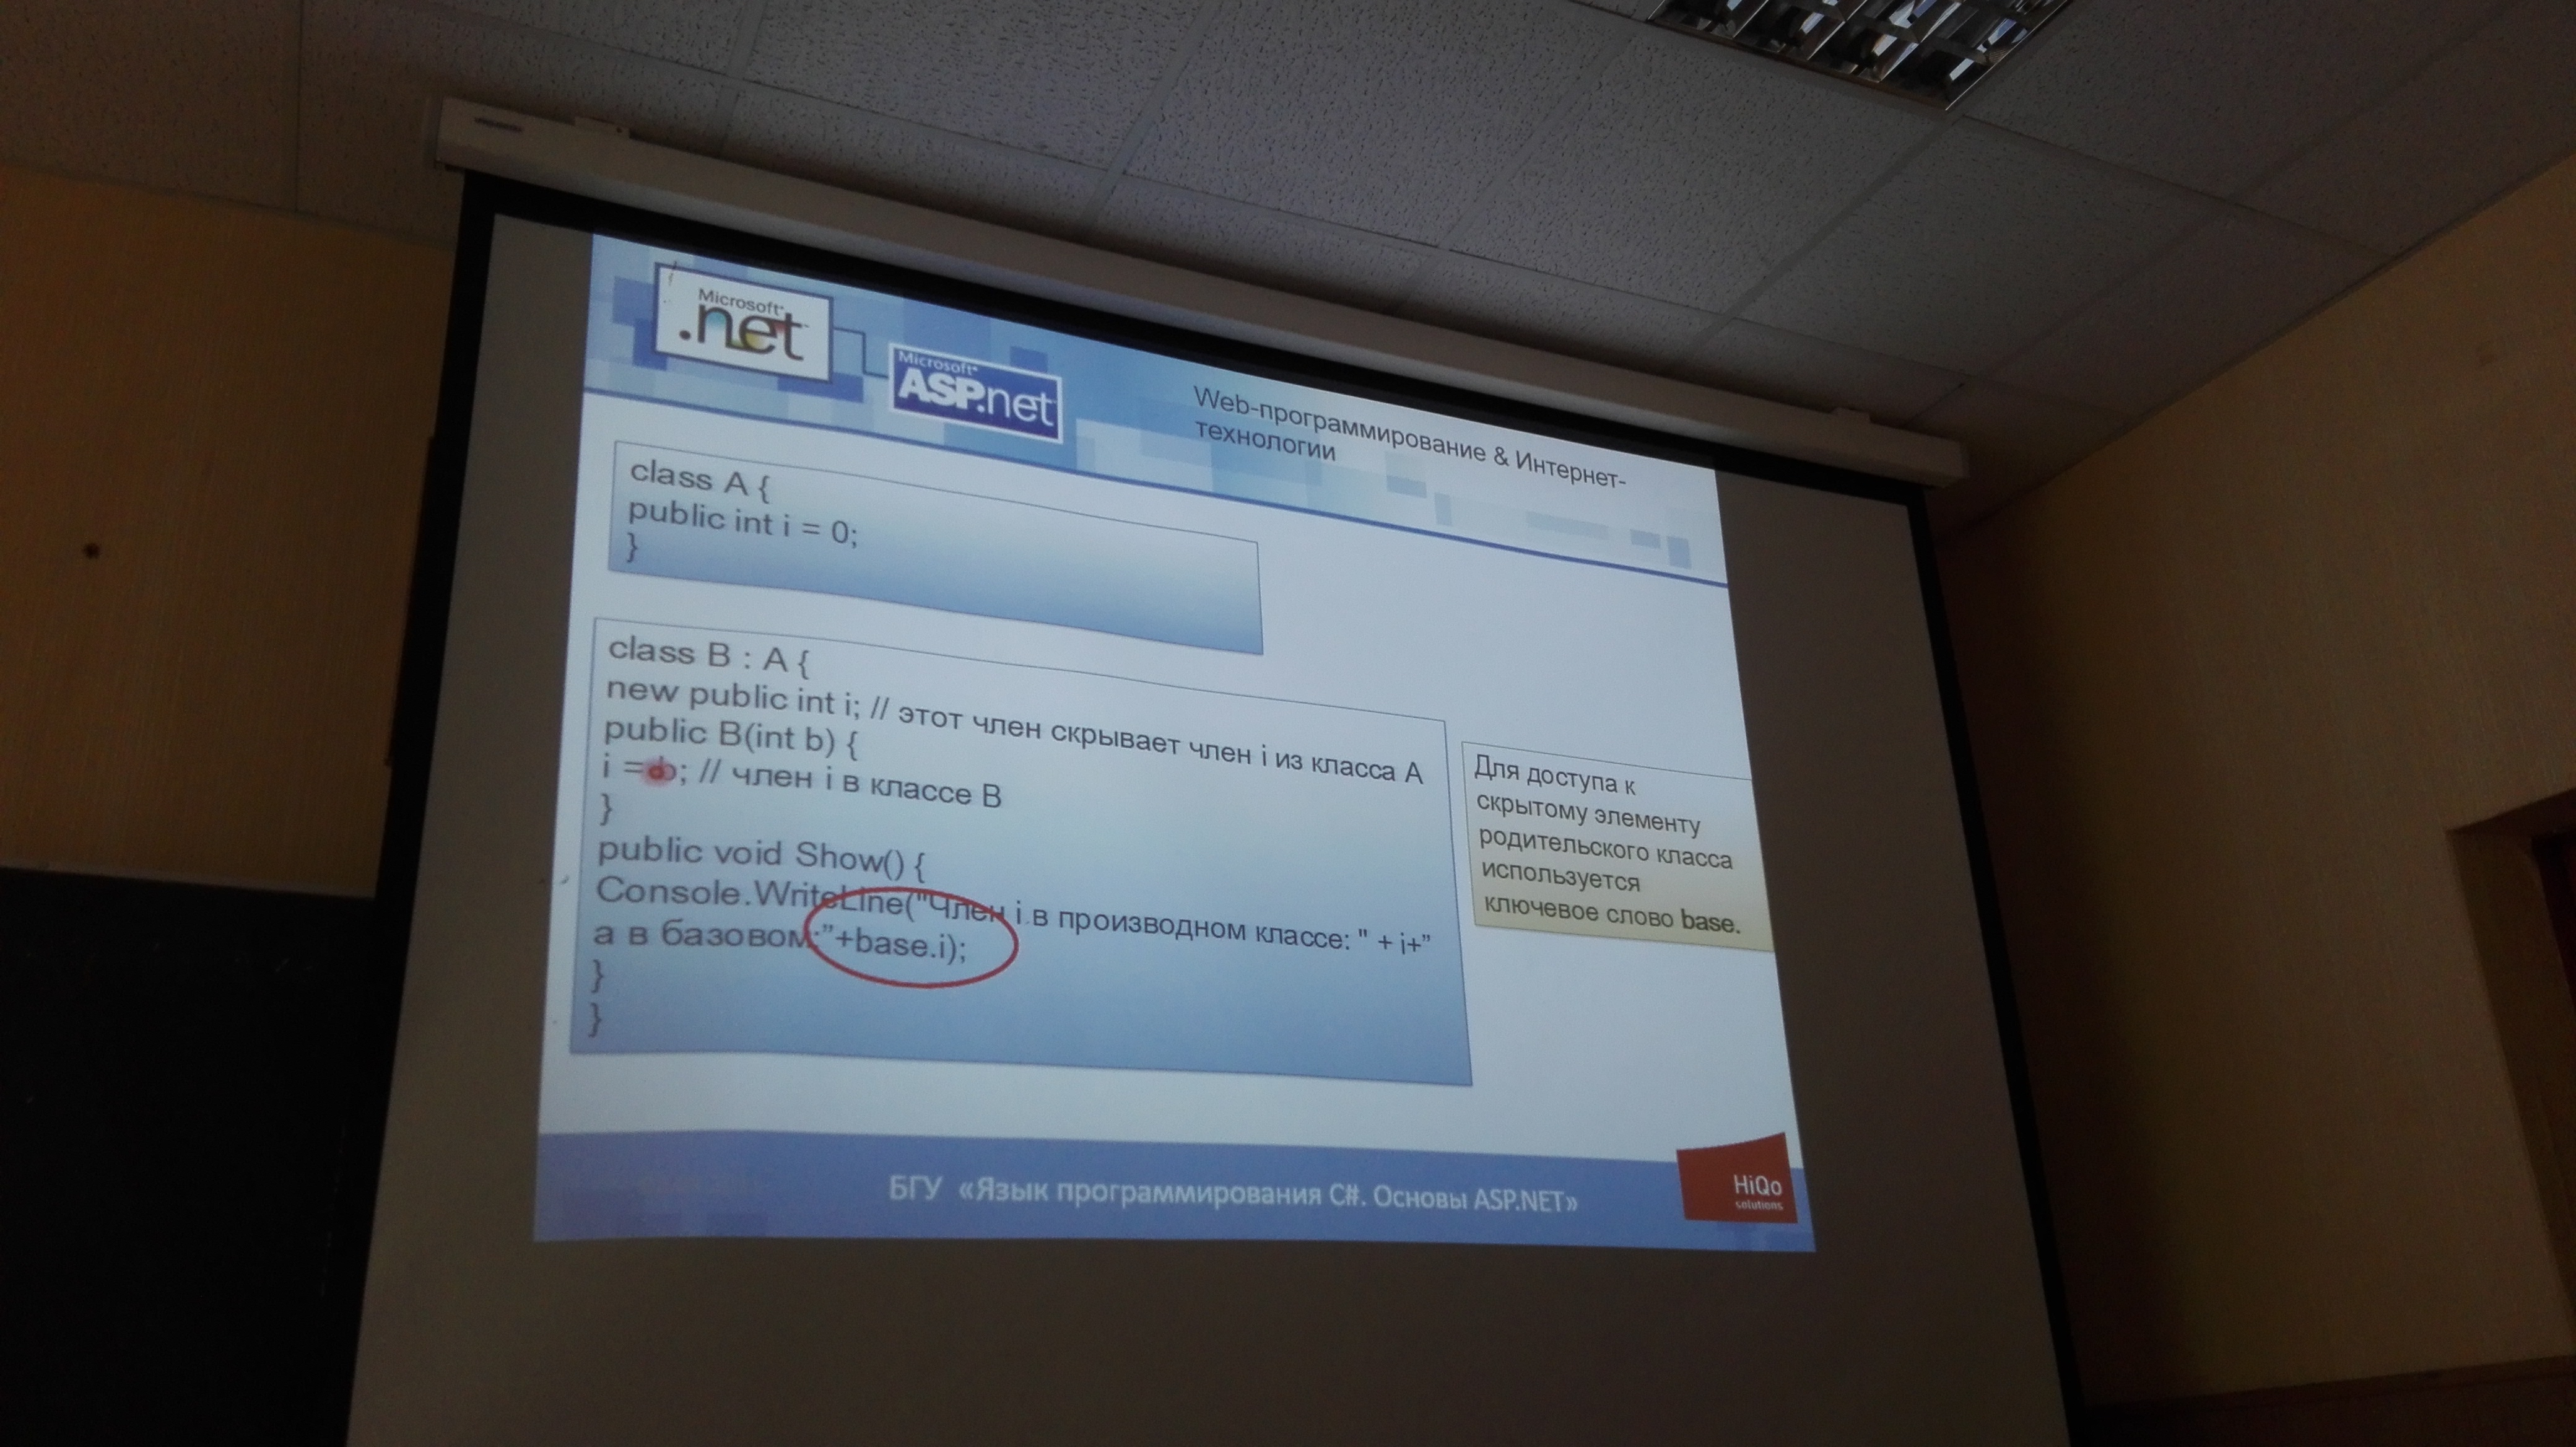 Microsoft
.net
Microsoft
ASP.net
Web-программирование & Интернет-
технологии
class A {
public int i = 0;
}
class B : A {
new public int i; // этот член скрывает член i из класса A
public B(int b) {
i = b; // член i в классе B
}
public void Show() {
Console.WriteLine("Член i в производном классе: " + i+"
а в базовом:"+base.i);
}
}
Для доступа к
скрытому элементу
родительского класса
используется
ключевое слово base.
БГУ «Язык программирования C#. Основы ASP.NET»
HiQo
solutions